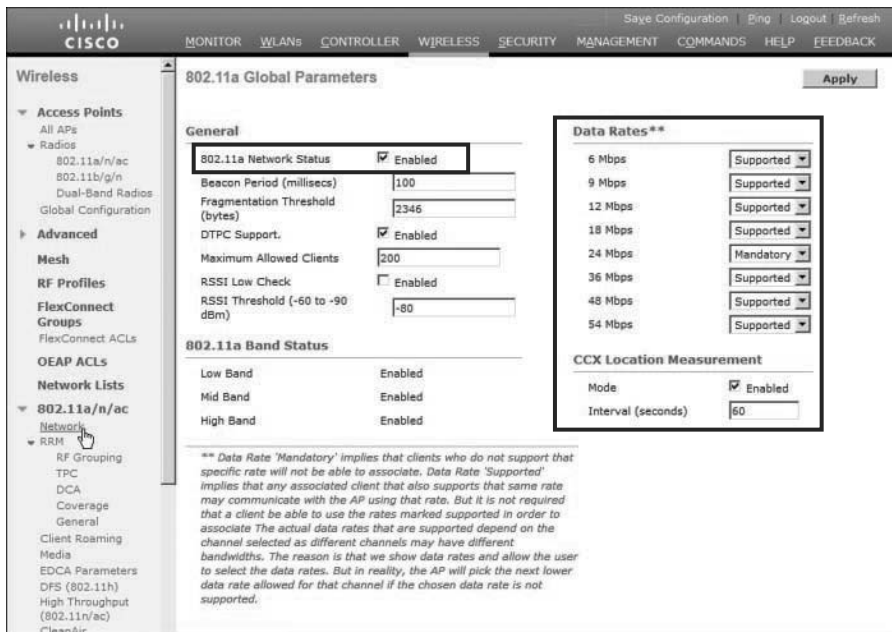 Save Configuration Ping Logout Refresh
CISCO
MONITOR WLANs CONTROLLER WIRELESS SECURITY MANAGEMENT COMMANDS HELP FEEDBACK
Wireless
Access Points
All APs
Radios
802.11a/n/ac
802.11b/g/n
Dual-Band Radios
Global Configuration
Advanced
Mesh
RF Profiles
FlexConnect
Groups
FlexConnect ACLs
OEAP ACLs
Network Lists
802.11a/n/ac
Network
RRM
RF Grouping
TPC
DCA
Coverage
General
Client Roaming
Media
EDCA Parameters
DFS (802.11h)
High Throughput
(802.11n/ac)
CleanAir
802.11a Global Parameters
Apply
General
802.11a Network Status Enabled
Beacon Period (millisecs) 100
Fragmentation Threshold
(bytes) 2346
DTPC Support. Enabled
Maximum Allowed Clients 200
RSSI Low Check Enabled
RSSI Threshold (-60 to -90
dBm) -80
802.11a Band Status
Low Band Enabled
Mid Band Enabled
High Band Enabled
Data Rates**
6 Mbps Supported
9 Mbps Supported
12 Mbps Supported
18 Mbps Supported
24 Mbps Mandatory
36 Mbps Supported
48 Mbps Supported
54 Mbps Supported
CCX Location Measurement
Mode Enabled
Interval (seconds) 60
** Data Rate 'Mandatory' implies that clients who do not support that
specific rate will not be able to associate. Data Rate 'Supported'
implies that any associated client that also supports that same rate
may communicate with the AP using that rate. But it is not required
that a client be able to use the rates marked supported in order to
associate The actual data rates that are supported depend on the
channel selected as different channels may have different
bandwidths. The reason is that we show data rates and allow the user
to select the data rates. But in reality, the AP will pick the next lower
data rate allowed for that channel if the chosen data rate is not
supported.